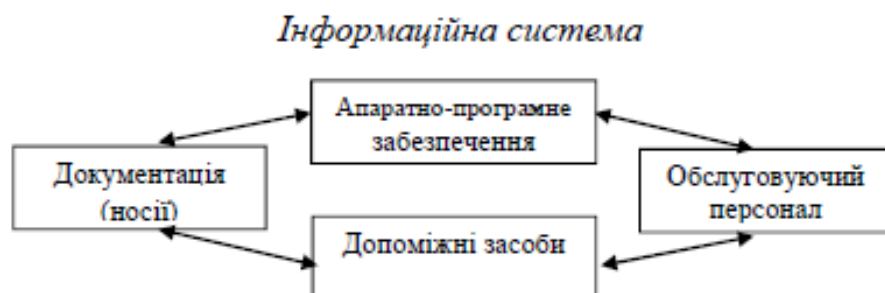 Інформаційна система
Апаратно-програмне
забезпечення
Документація
(носії)
Обслуговуючий
персонал
Допоміжні засоби